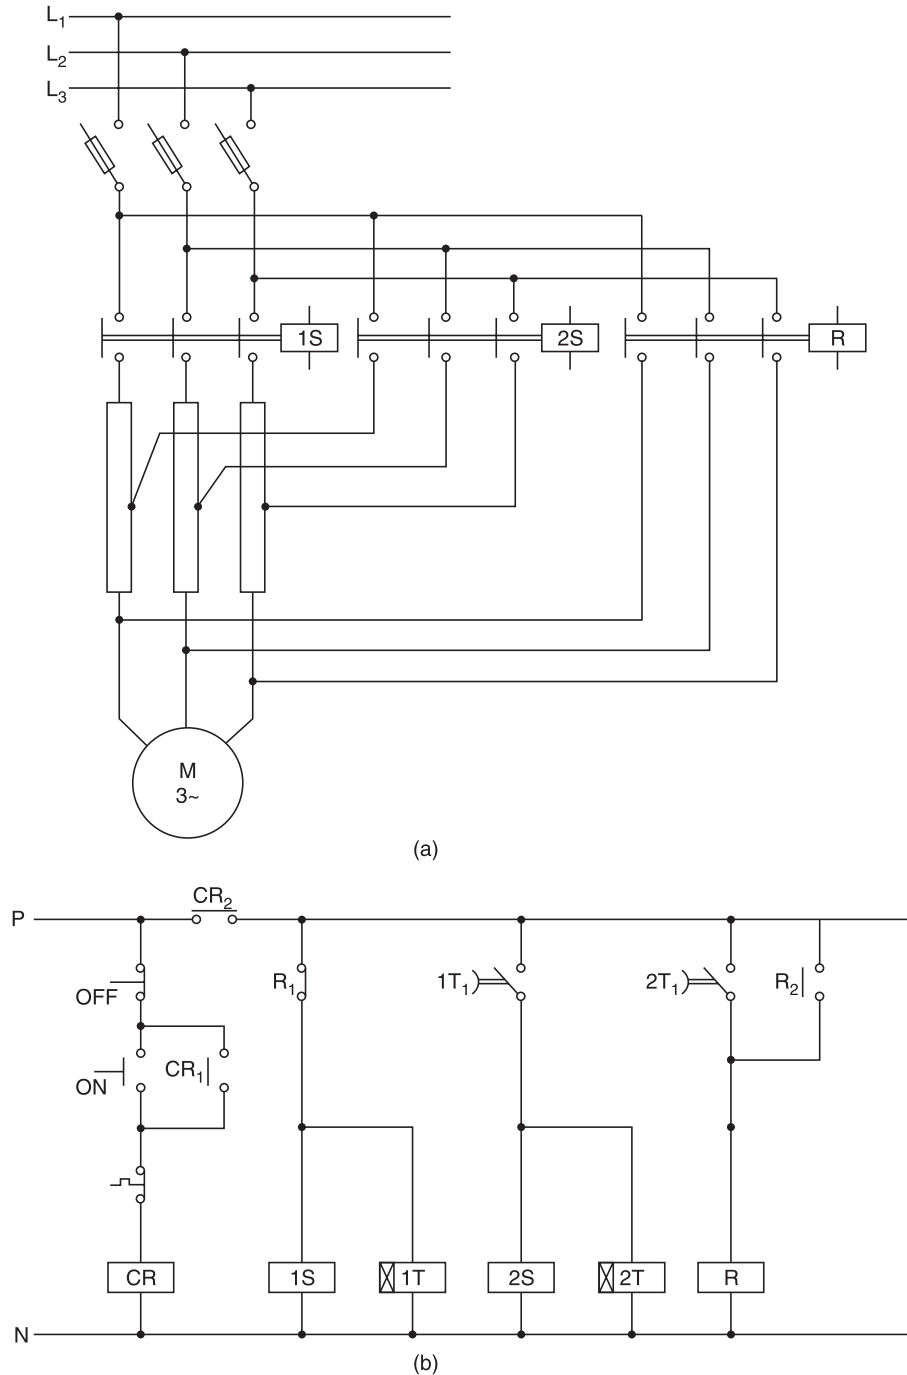 L1
L2
L3
1S 2S R
M
3~
(a)
CR2
P
R1 1T1 2T1 R2
OFF
CR1
ON
CR 1S 1T 2S 2T R
N
(b)